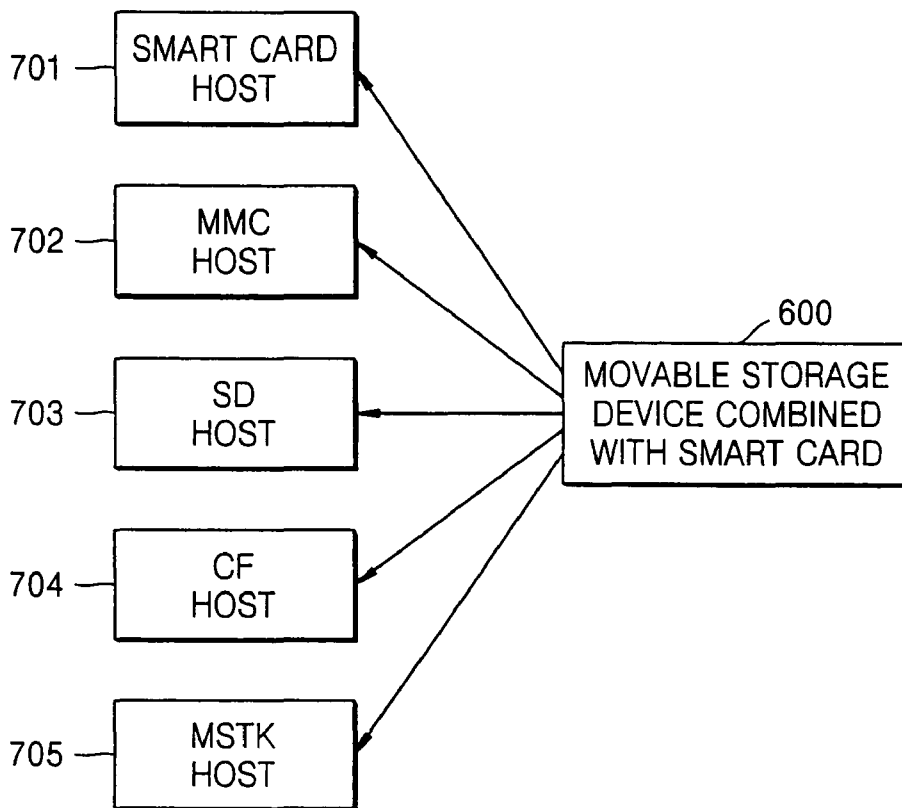 701
SMART CARD
HOST
702
MMC
HOST
703
SD
HOST
704
CF
HOST
705
MSTK
HOST
600
MOVABLE STORAGE
DEVICE COMBINED
WITH SMART CARD